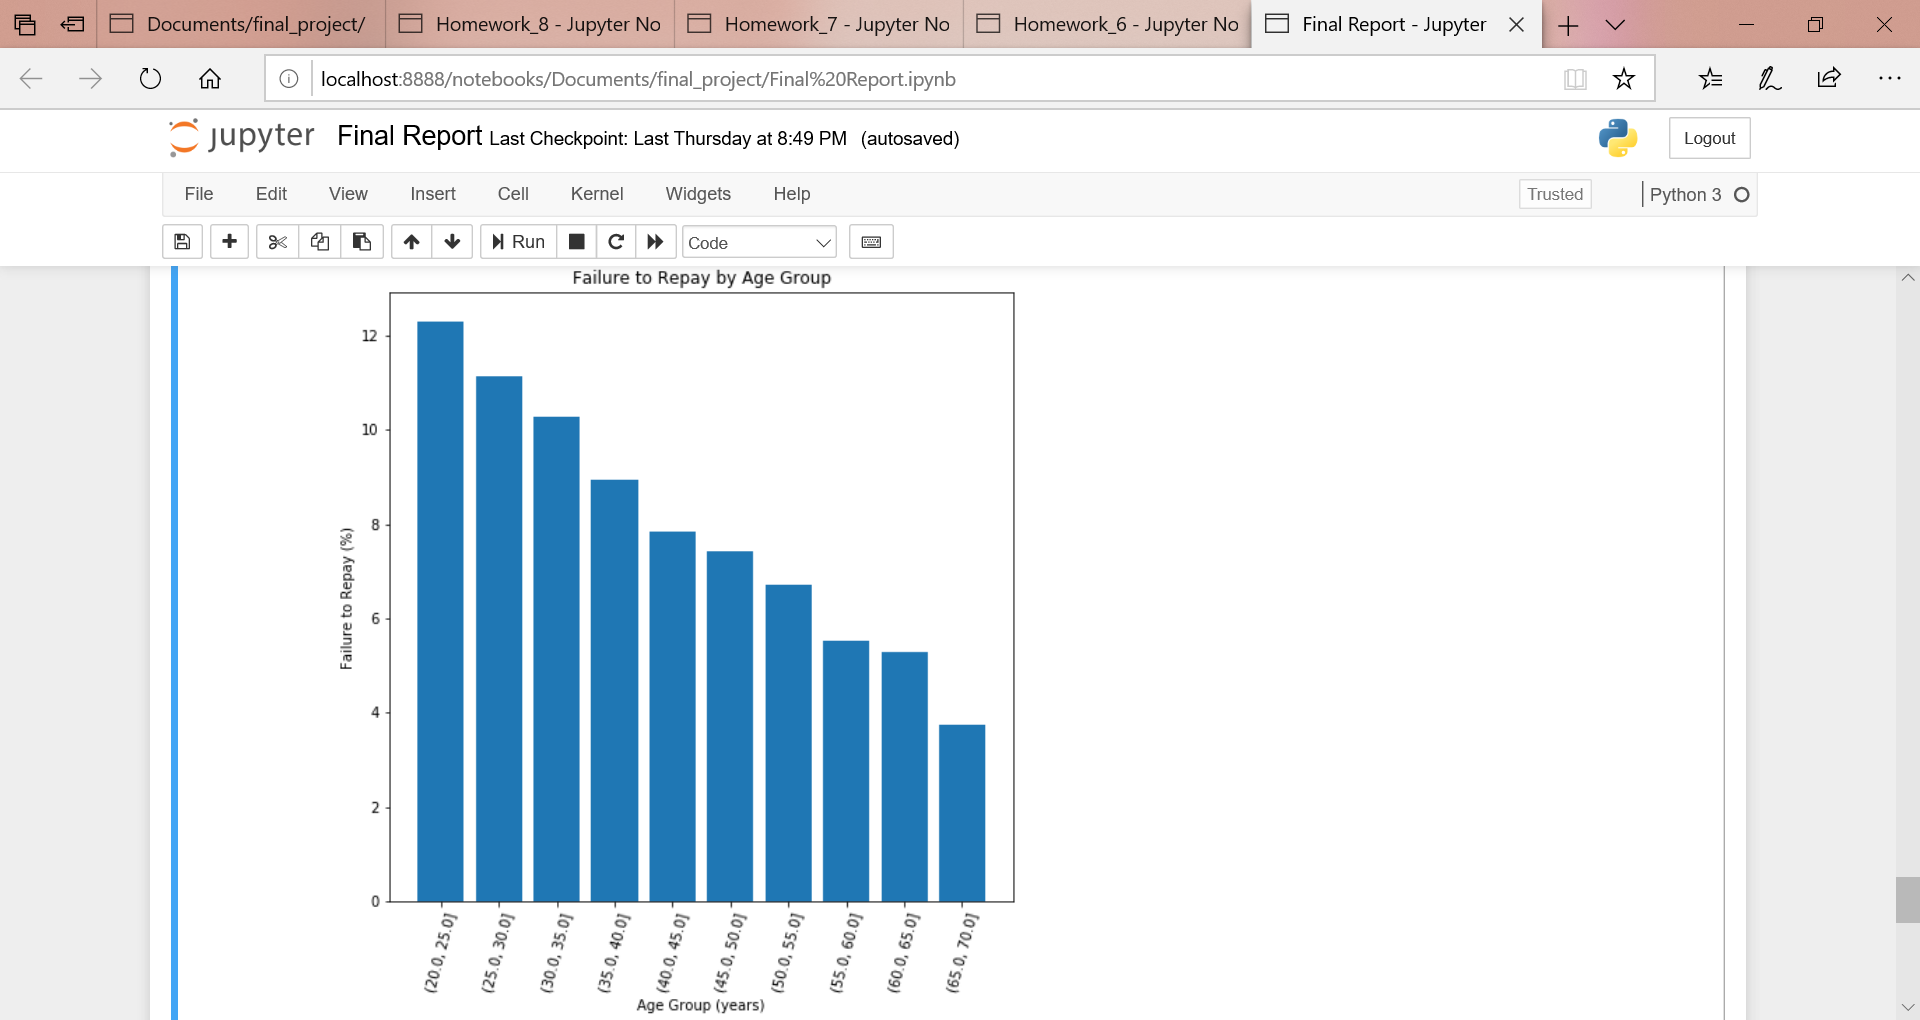 Documents/final_project/
Homework_8 - Jupyter No
Homework_7 - Jupyter No
Homework_6 - Jupyter No
Final Report - Jupyter
localhost:8888/notebooks/Documents/final_project/Final%20Report.ipynb
jupyter Final Report Last Checkpoint: Last Thursday at 8:49 PM (autosaved)
Logout
File Edit View Insert Cell Kernel Widgets Help
Trusted
Python 3
Run
Code
Failure to Repay by Age Group
12
10
8
6
4
2
0
Failure to Repay (%)
(20.0, 25.0]
(25.0, 30.0]
(30.0, 35.0]
(35.0, 40.0]
(40.0, 45.0]
(45.0, 50.0]
(50.0, 55.0]
(55.0, 60.0]
(60.0, 65.0]
(65.0, 70.0]
Age Group (years)